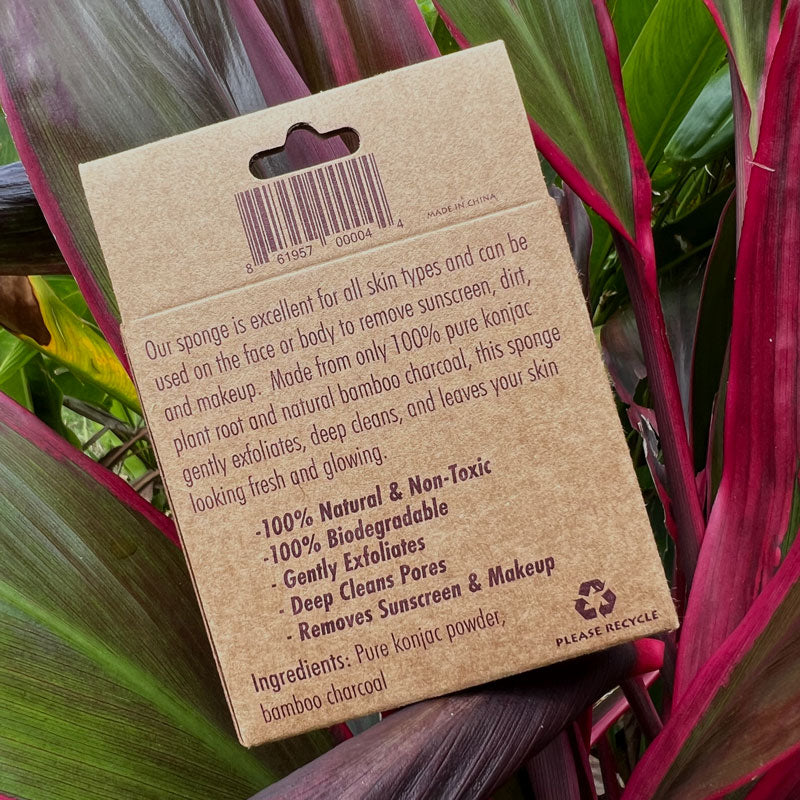 8 61957 00004 4
MADE IN CHINA
Our sponge is excellent for all skin types and can be
used on the face or body to remove sunscreen, dirt,
and makeup. Made from only 100% pure konjac
plant root and natural bamboo charcoal, this sponge
gently exfoliates, deep cleans, and leaves your skin
looking fresh and glowing.
-100% Natural & Non-Toxic
-100% Biodegradable
- Gently Exfoliates
- Deep Cleans Pores
- Removes Sunscreen & Makeup
Ingredients: Pure konjac powder,
bamboo charcoal
PLEASE RECYCLE